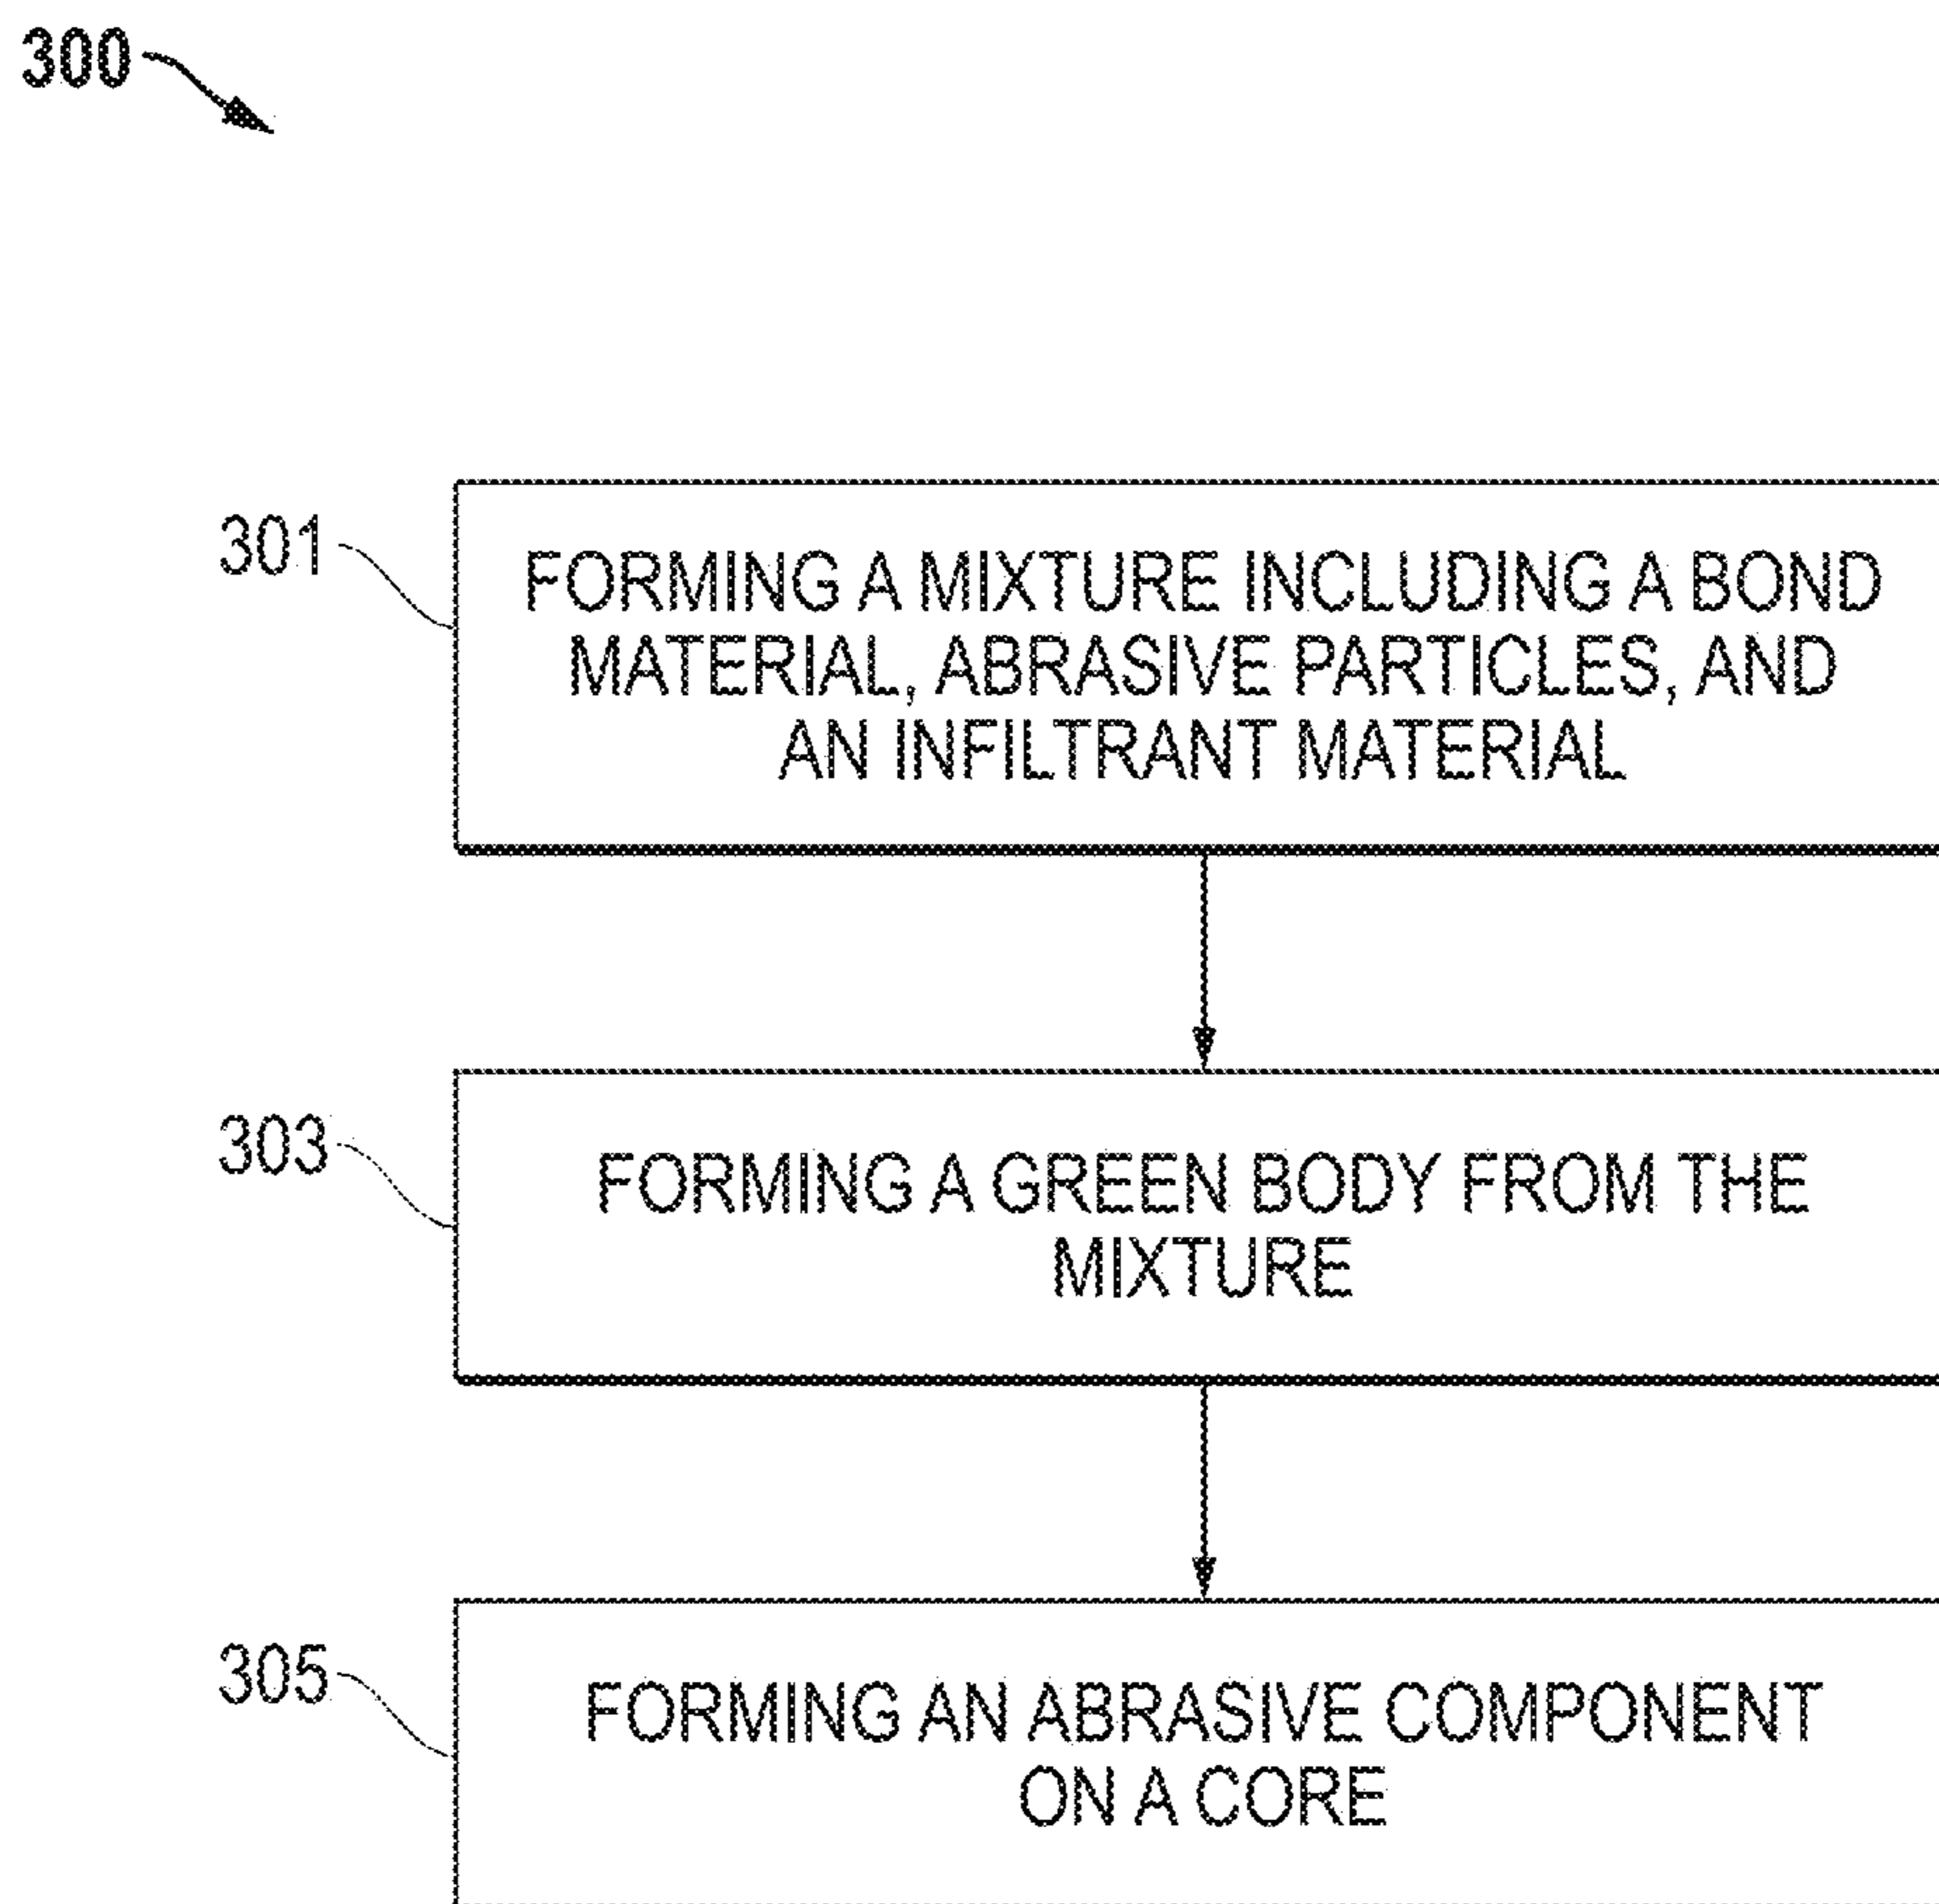 300
301
FORMING A MIXTURE INCLUDING A BOND
MATERIAL, ABRASIVE PARTICLES, AND
AN INFILTRANT MATERIAL
303
FORMING A GREEN BODY FROM THE
MIXTURE
305
FORMING AN ABRASIVE COMPONENT
ON A CORE